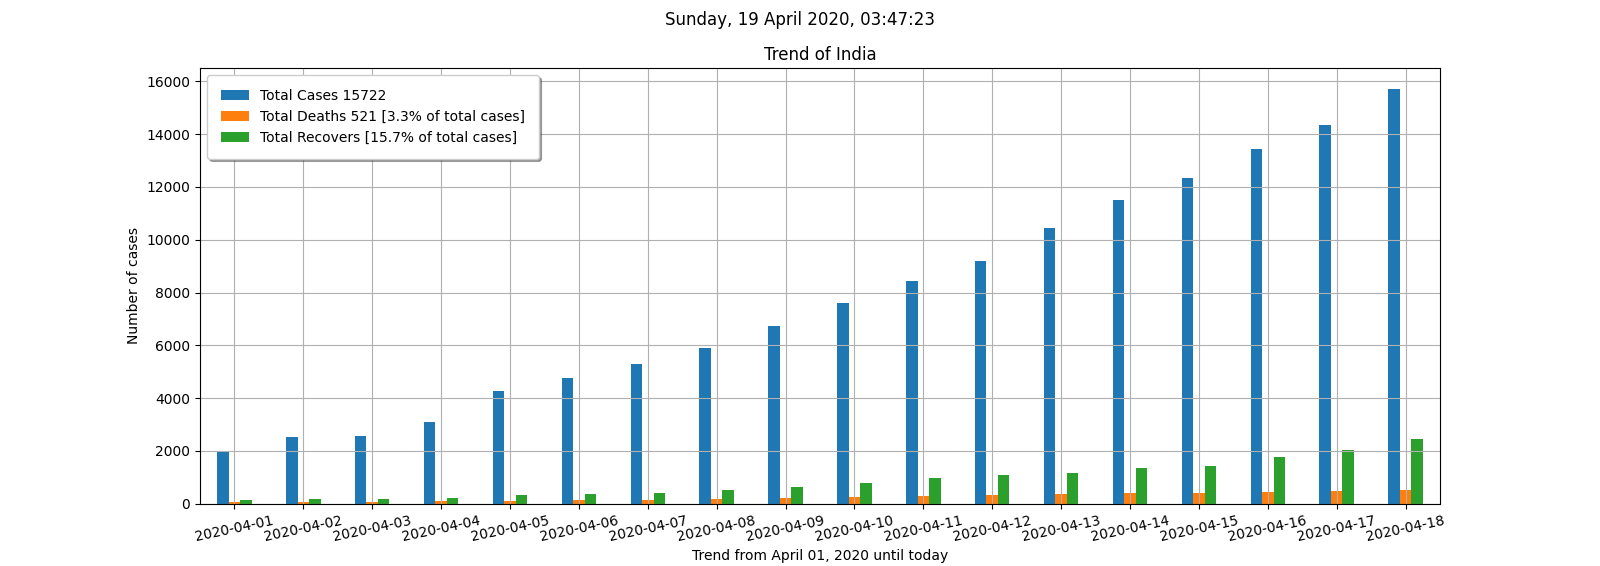 Sunday, 19 April 2020, 03:47:23
Trend of India
Total Cases 15722
Total Deaths 521 [3.3% of total cases]
Total Recovers [15.7% of total cases]
Number of cases
16000
14000
12000
10000
8000
6000
4000
2000
0
2020-04-01 2020-04-02 2020-04-03 2020-04-04 2020-04-05 2020-04-06 2020-04-07 2020-04-08 2020-04-09 2020-04-10 2020-04-11 2020-04-12 2020-04-13 2020-04-14 2020-04-15 2020-04-16 2020-04-17 2020-04-18
Trend from April 01, 2020 until today